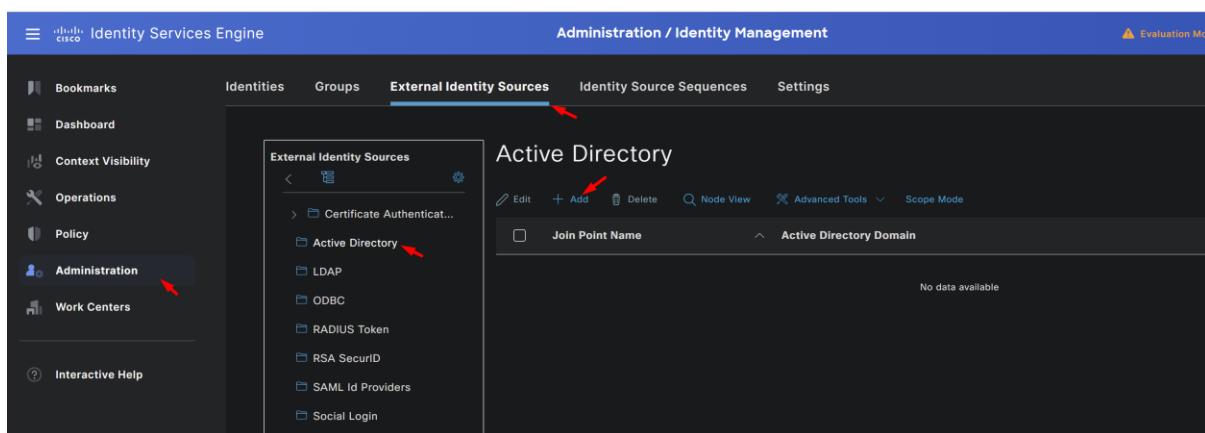 cisco Identity Services Engine
Administration / Identity Management
Evaluation Mo
Bookmarks
Dashboard
Context Visibility
Operations
Policy
Administration
Work Centers
Interactive Help
Identities Groups External Identity Sources Identity Source Sequences Settings
External Identity Sources
Certificate Authenticat...
Active Directory
LDAP
ODBC
RADIUS Token
RSA SecurID
SAML Id Providers
Social Login
Active Directory
Edit Add Delete Node View Advanced Tools Scope Mode
Join Point Name Active Directory Domain
No data available